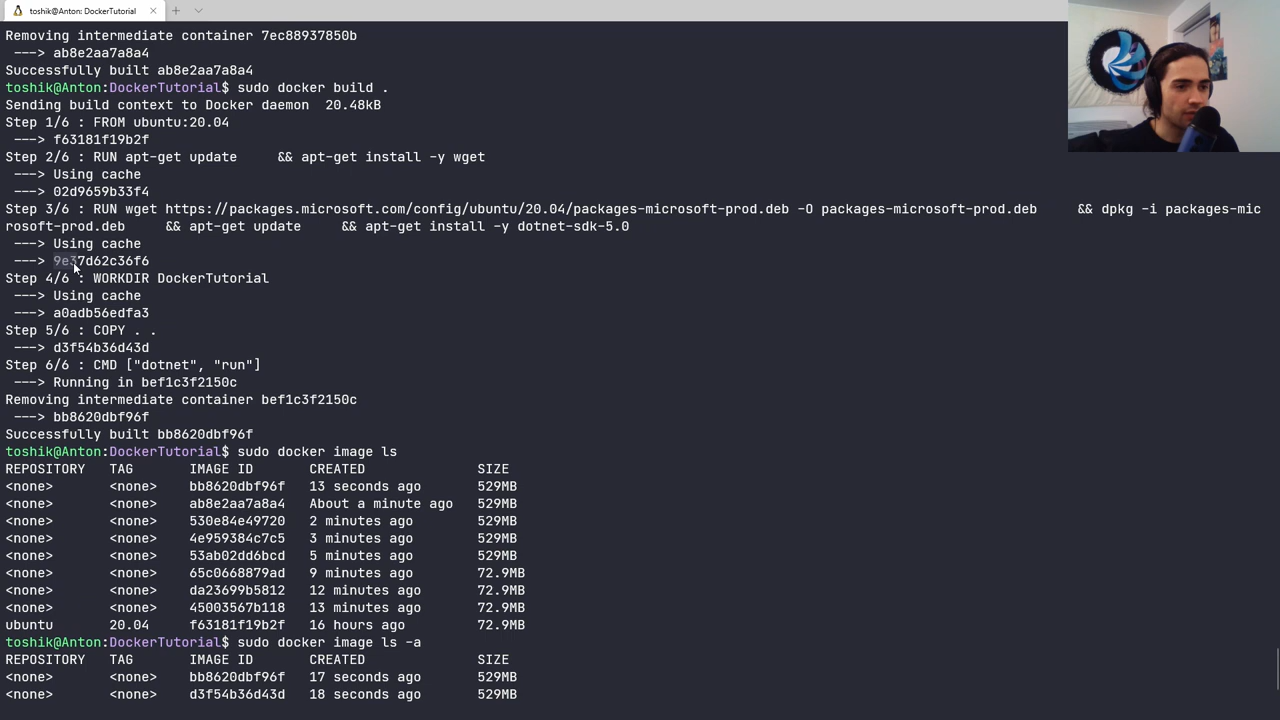 toshik@Anton: DockerTutorial
Removing intermediate container 7ec88937850b
---> ab8e2aa7a8a4
Successfully built ab8e2aa7a8a4
toshik@Anton:DockerTutorial$ sudo docker build .
Sending build context to Docker daemon  20.48kB
Step 1/6 : FROM ubuntu:20.04
---> f63181f19b2f
Step 2/6 : RUN apt-get update     && apt-get install -y wget
---> Using cache
---> 02d9659b33f4
Step 3/6 : RUN wget https://packages.microsoft.com/config/ubuntu/20.04/packages-microsoft-prod.deb -O packages-microsoft-prod.deb     && dpkg -i packages-mic
rosoft-prod.deb     && apt-get update     && apt-get install -y dotnet-sdk-5.0
---> Using cache
---> 9e37d62c36f6
Step 4/6 : WORKDIR DockerTutorial
---> Using cache
---> a0adb56edfa3
Step 5/6 : COPY . .
---> d3f54b36d43d
Step 6/6 : CMD ["dotnet", "run"]
---> Running in bef1c3f2150c
Removing intermediate container bef1c3f2150c
---> bb8620dbf96f
Successfully built bb8620dbf96f
toshik@Anton:DockerTutorial$ sudo docker image ls
REPOSITORY   TAG       IMAGE ID       CREATED              SIZE
<none>       <none>    bb8620dbf96f   13 seconds ago       529MB
<none>       <none>    ab8e2aa7a8a4   About a minute ago   529MB
<none>       <none>    530e84e49720   2 minutes ago        529MB
<none>       <none>    4e959384c7c5   3 minutes ago        529MB
<none>       <none>    53ab02dd6bcd   5 minutes ago        529MB
<none>       <none>    65c0668879ad   9 minutes ago        72.9MB
<none>       <none>    da23699b5812   12 minutes ago       72.9MB
<none>       <none>    45003567b118   13 minutes ago       72.9MB
ubuntu       20.04     f63181f19b2f   16 hours ago         72.9MB
toshik@Anton:DockerTutorial$ sudo docker image ls -a
REPOSITORY   TAG       IMAGE ID       CREATED              SIZE
<none>       <none>    bb8620dbf96f   17 seconds ago       529MB
<none>       <none>    d3f54b36d43d   18 seconds ago       529MB